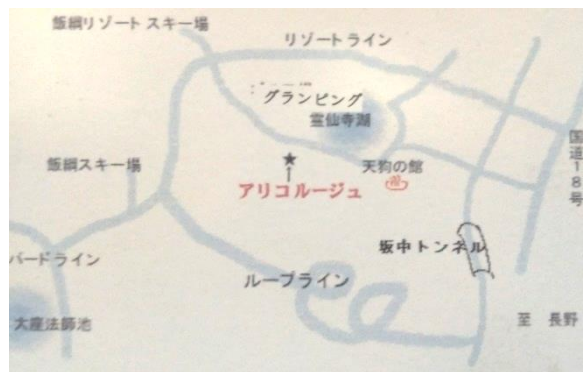 飯綱リゾートスキー場
リゾートライン
グランピング
霊仙寺湖
国道18号
飯綱スキー場
天狗の館
アリコルージュ
坂中トンネル
バードライン
ループライン
大座法師池
至 長野